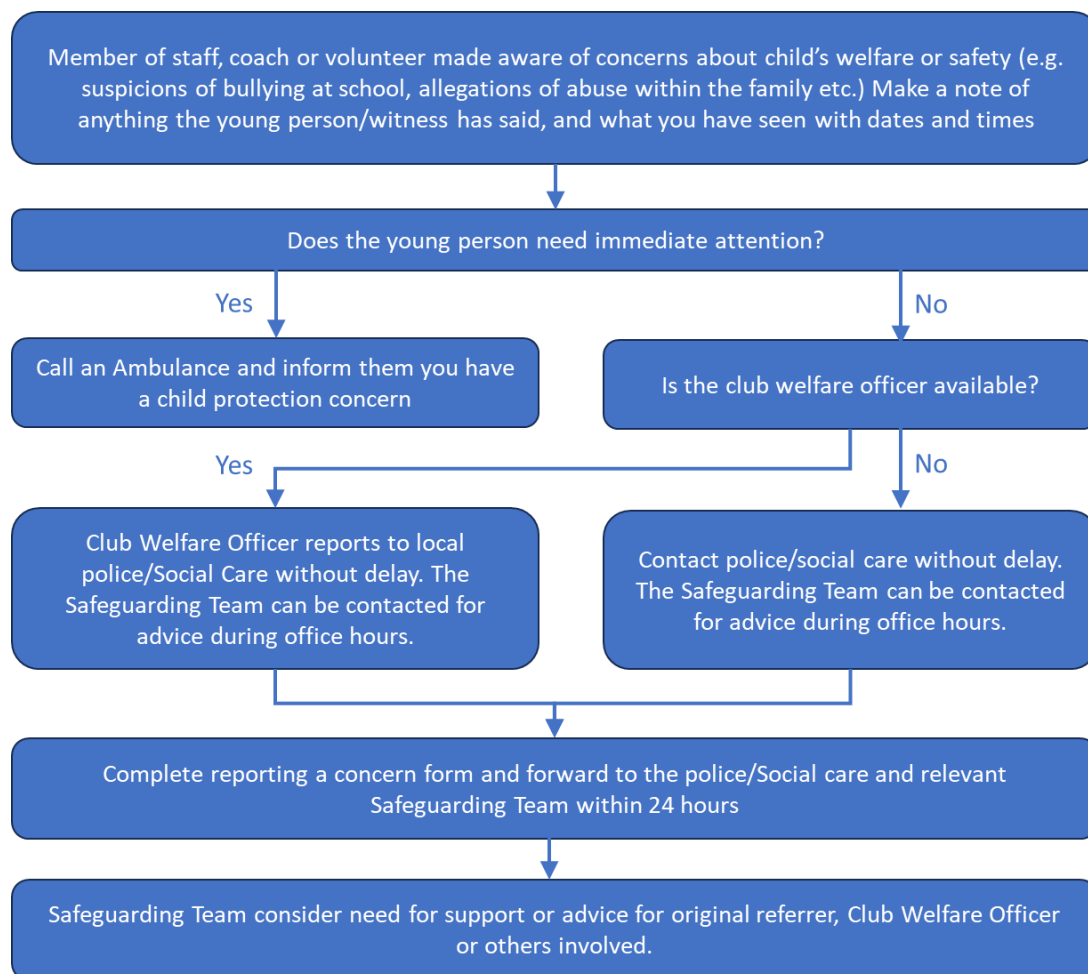 Member of staff, coach or volunteer made aware of concerns about child’s welfare or safety (e.g.
suspicions of bullying at school, allegations of abuse within the family etc.) Make a note of
anything the young person/witness has said, and what you have seen with dates and times
Does the young person need immediate attention?
Yes
No
Call an Ambulance and inform them you have
a child protection concern
Is the club welfare officer available?
Yes
No
Club Welfare Officer reports to local
police/Social Care without delay. The
Safeguarding Team can be contacted for
advice during office hours.
Contact police/social care without delay.
The Safeguarding Team can be contacted
for advice during office hours.
Complete reporting a concern form and forward to the police/Social care and relevant
Safeguarding Team within 24 hours
Safeguarding Team consider need for support or advice for original referrer, Club Welfare Officer
or others involved.